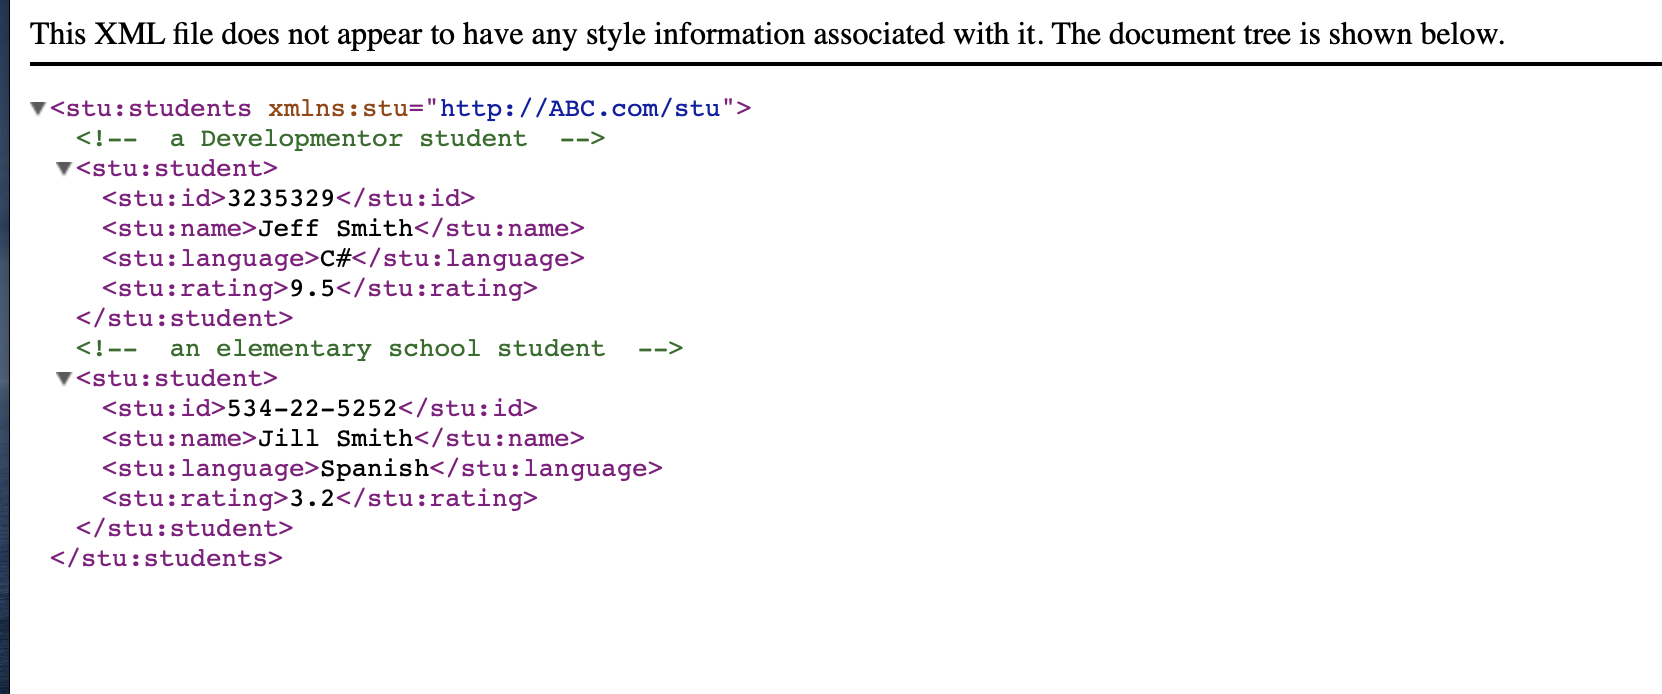 This XML file does not appear to have any style information associated with it. The document tree is shown below.
▼<stu:students xmlns:stu="http://ABC.com/stu">
<!--  a Developmentor student  -->
▼<stu:student>
<stu:id>3235329</stu:id>
<stu:name>Jeff Smith</stu:name>
<stu:language>C#</stu:language>
<stu:rating>9.5</stu:rating>
</stu:student>
<!--  an elementary school student  -->
▼<stu:student>
<stu:id>534-22-5252</stu:id>
<stu:name>Jill Smith</stu:name>
<stu:language>Spanish</stu:language>
<stu:rating>3.2</stu:rating>
</stu:student>
</stu:students>